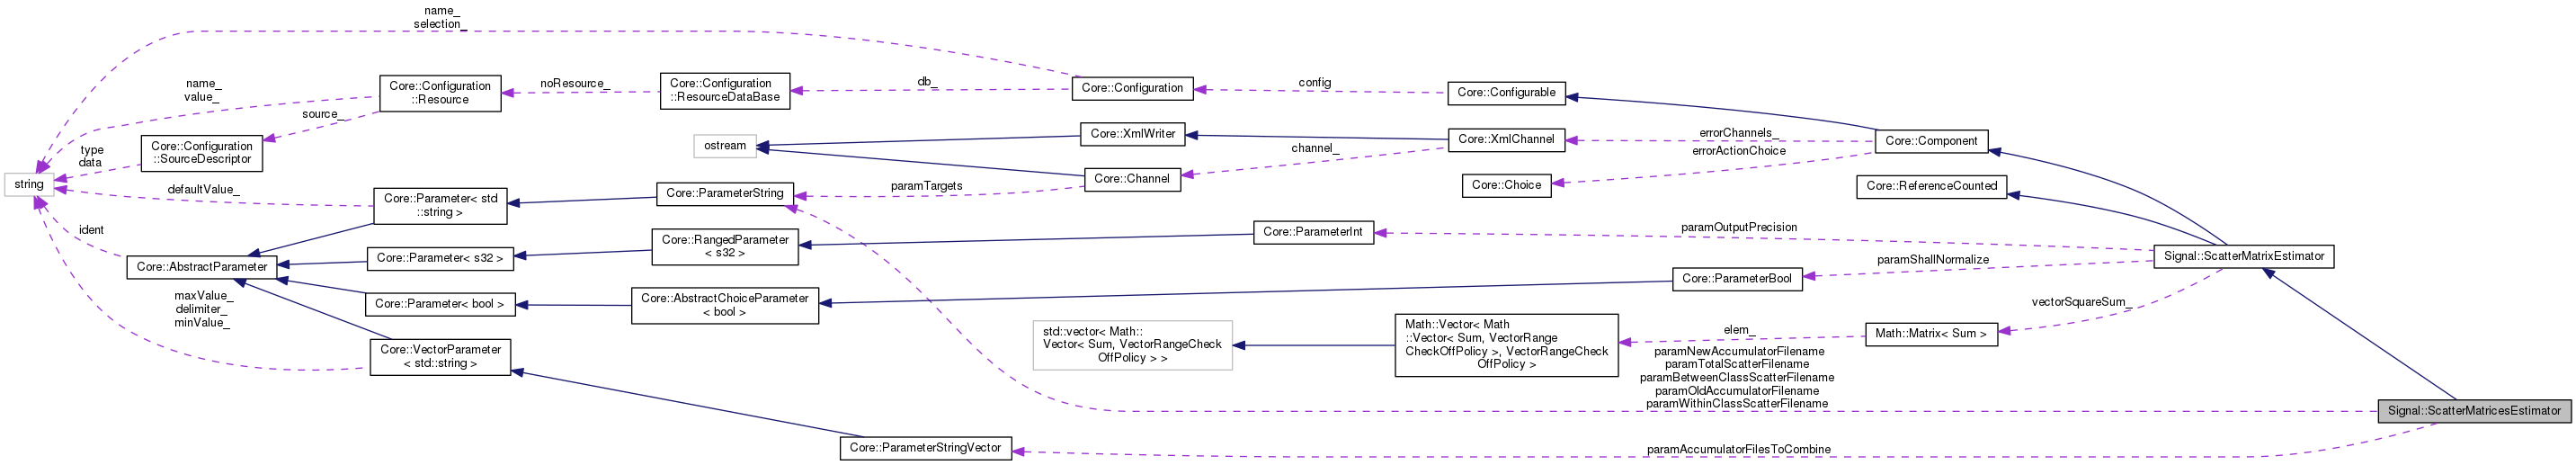 name_
selection_
name_
value_
Core::Configuration
::Resource
noResource_
Core::Configuration
::ResourceDataBase
db_
Core::Configuration
config
Core::Configurable
source_
Core::Configuration
::SourceDescriptor
type
data
string
ostream
Core::XmlWriter
Core::XmlChannel
errorChannels_
Core::Component
channel_
errorActionChoice
Core::Channel
Core::Choice
Core::ReferenceCounted
defaultValue_
Core::Parameter< std
::string >
Core::ParameterString
paramTargets
ident
Core::AbstractParameter
Core::Parameter< s32 >
Core::RangedParameter
< s32 >
Core::ParameterInt
paramOutputPrecision
paramShallNormalize
Signal::ScatterMatrixEstimator
Core::Parameter< bool >
Core::AbstractChoiceParameter
< bool >
Core::ParameterBool
maxValue_
delimiter_
minValue_
Core::VectorParameter
< std::string >
std::vector< Math::
Vector< Sum, VectorRangeCheck
OffPolicy > >
Math::Vector< Math
::Vector< Sum, VectorRange
CheckOffPolicy >, VectorRangeCheck
OffPolicy >
elem_
Math::Matrix< Sum >
vectorSquareSum_
paramNewAccumulatorFilename
paramTotalScatterFilename
paramBetweenClassScatterFilename
paramOldAccumulatorFilename
paramWithinClassScatterFilename
Signal::ScatterMatricesEstimator
Core::ParameterStringVector
paramAccumulatorFilesToCombine